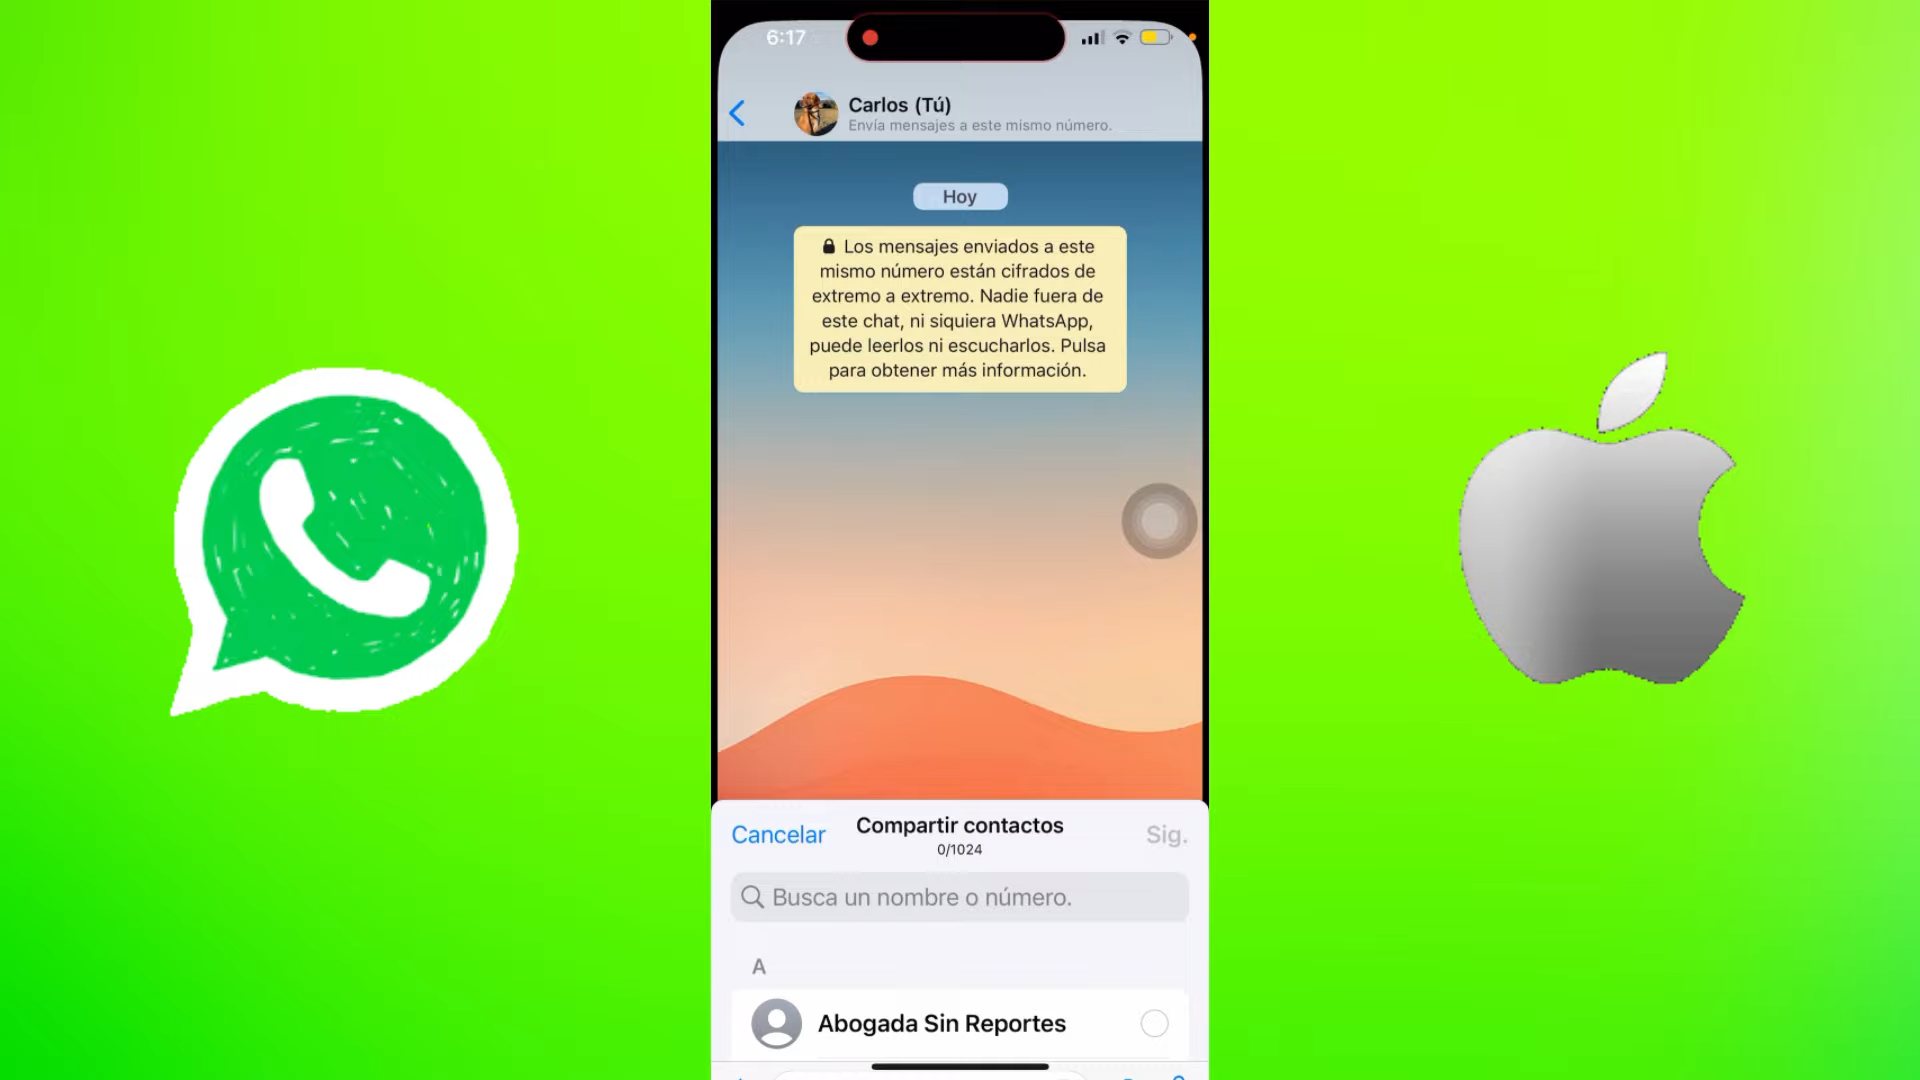 6:17
Carlos (Tú)
Envía mensajes a este mismo número.
Hoy
Los mensajes enviados a este
mismo número están cifrados de
extremo a extremo. Nadie fuera de
este chat, ni siquiera WhatsApp,
puede leerlos ni escucharlos. Pulsa
para obtener más información.
Cancelar
Compartir contactos
Sig.
0/1024
Busca un nombre o número.
A
Abogada Sin Reportes